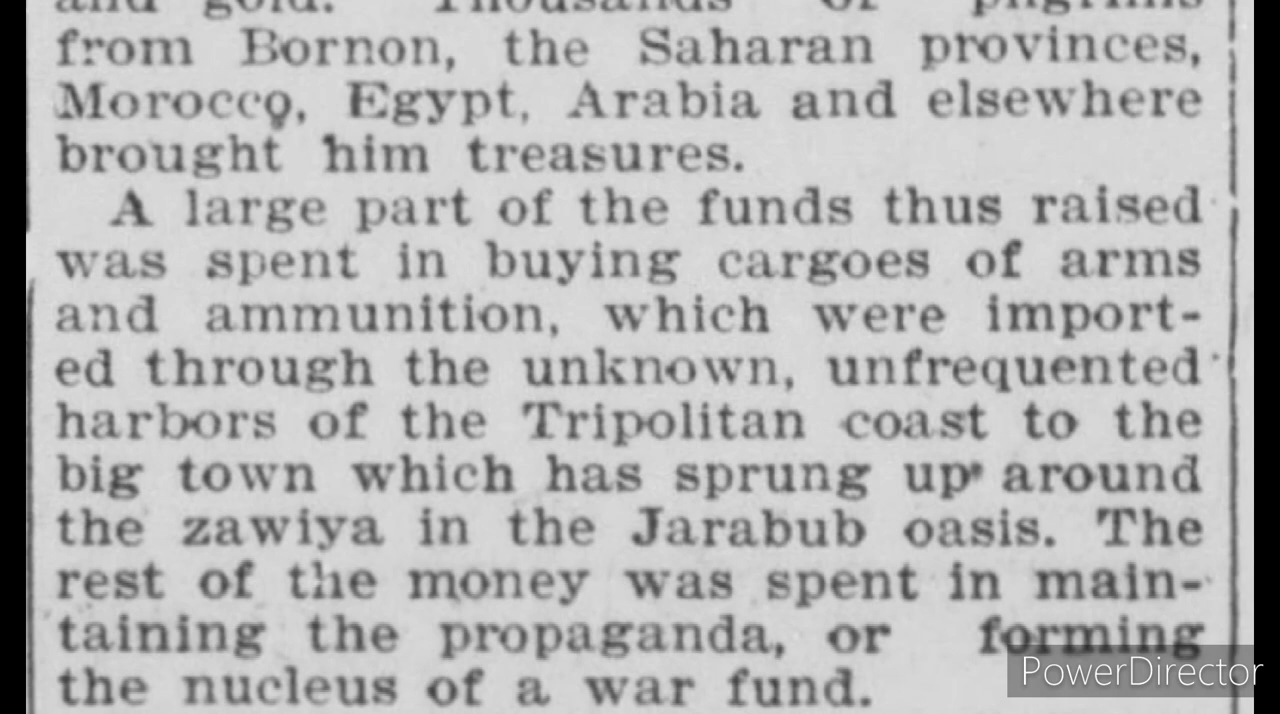 and gold. Thousands of pilgrims
from Bornon, the Saharan provinces,
Morocco, Egypt, Arabia and elsewhere
brought him treasures.
A large part of the funds thus raised
was spent in buying cargoes of arms
and ammunition, which were import-
ed through the unknown, unfrequented
harbors of the Tripolitan coast to the
big town which has sprung up around
the zawiya in the Jarabub oasis. The
rest of the money was spent in main-
taining the propaganda, or forming
the nucleus of a war fund.
PowerDirector